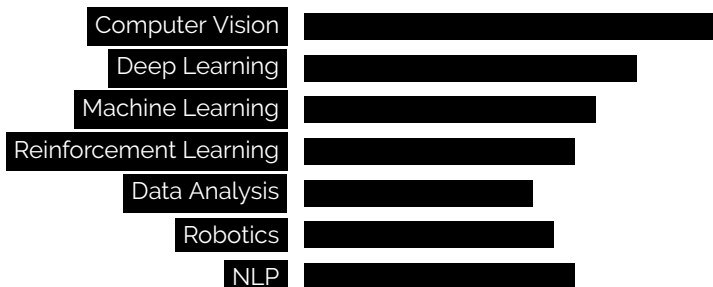 Computer Vision
Deep Learning
Machine Learning
Reinforcement Learning
Data Analysis
Robotics
NLP